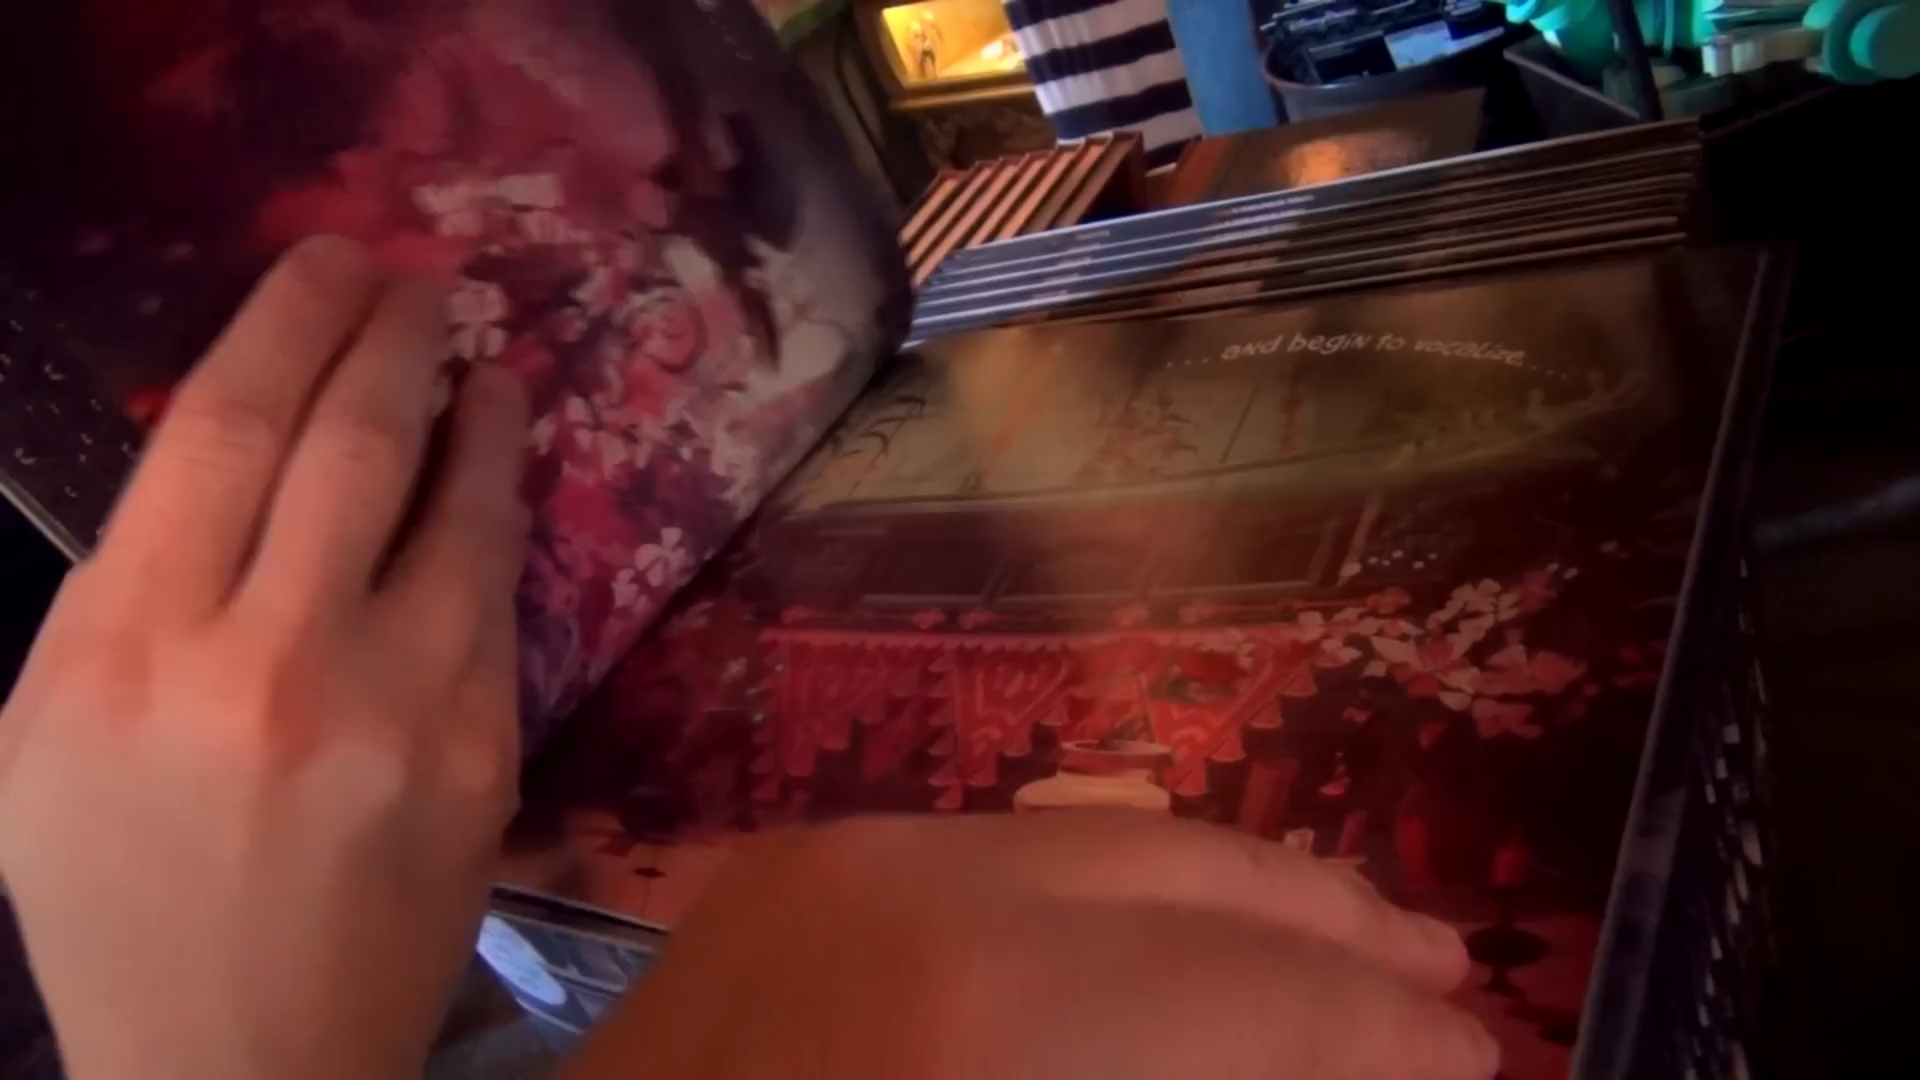 . . . and begin to vocalize. . . .